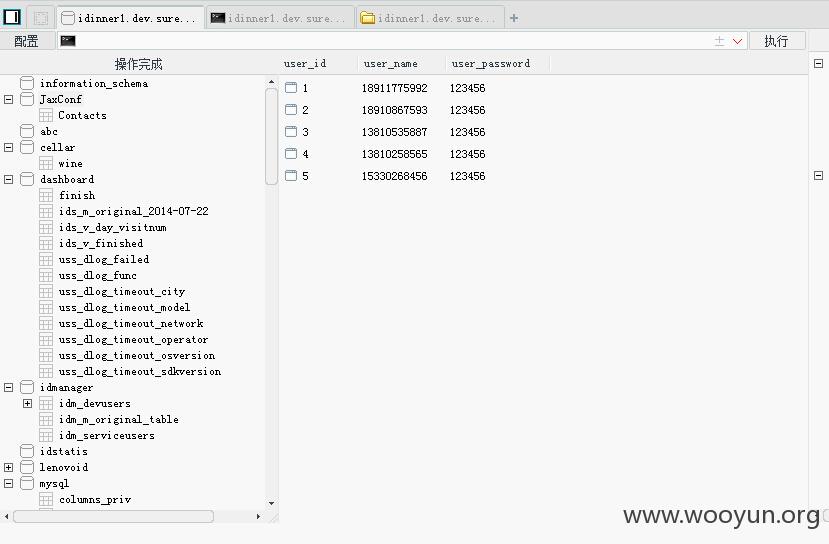 idinner1.dev.sure... idinner1.dev.sure... idinner1.dev.sure...
配置 执行
操作完成
information_schema
JaxConf
Contacts
abc
cellar
wine
dashboard
finish
ids_m_original_2014-07-22
ids_v_day_visitnum
ids_v_finished
uss_dlog_failed
uss_dlog_func
uss_dlog_timeout_city
uss_dlog_timeout_model
uss_dlog_timeout_network
uss_dlog_timeout_operator
uss_dlog_timeout_osversion
uss_dlog_timeout_sdkversion
idmanager
idm_devusers
idm_m_original_table
idm_serviceusers
idstatis
lenovoid
mysql
columns_priv
user_id user_name user_password
1 18911775992 123456
2 18910867593 123456
3 13810535887 123456
4 13810258565 123456
5 15330268456 123456
www.wooyun.org